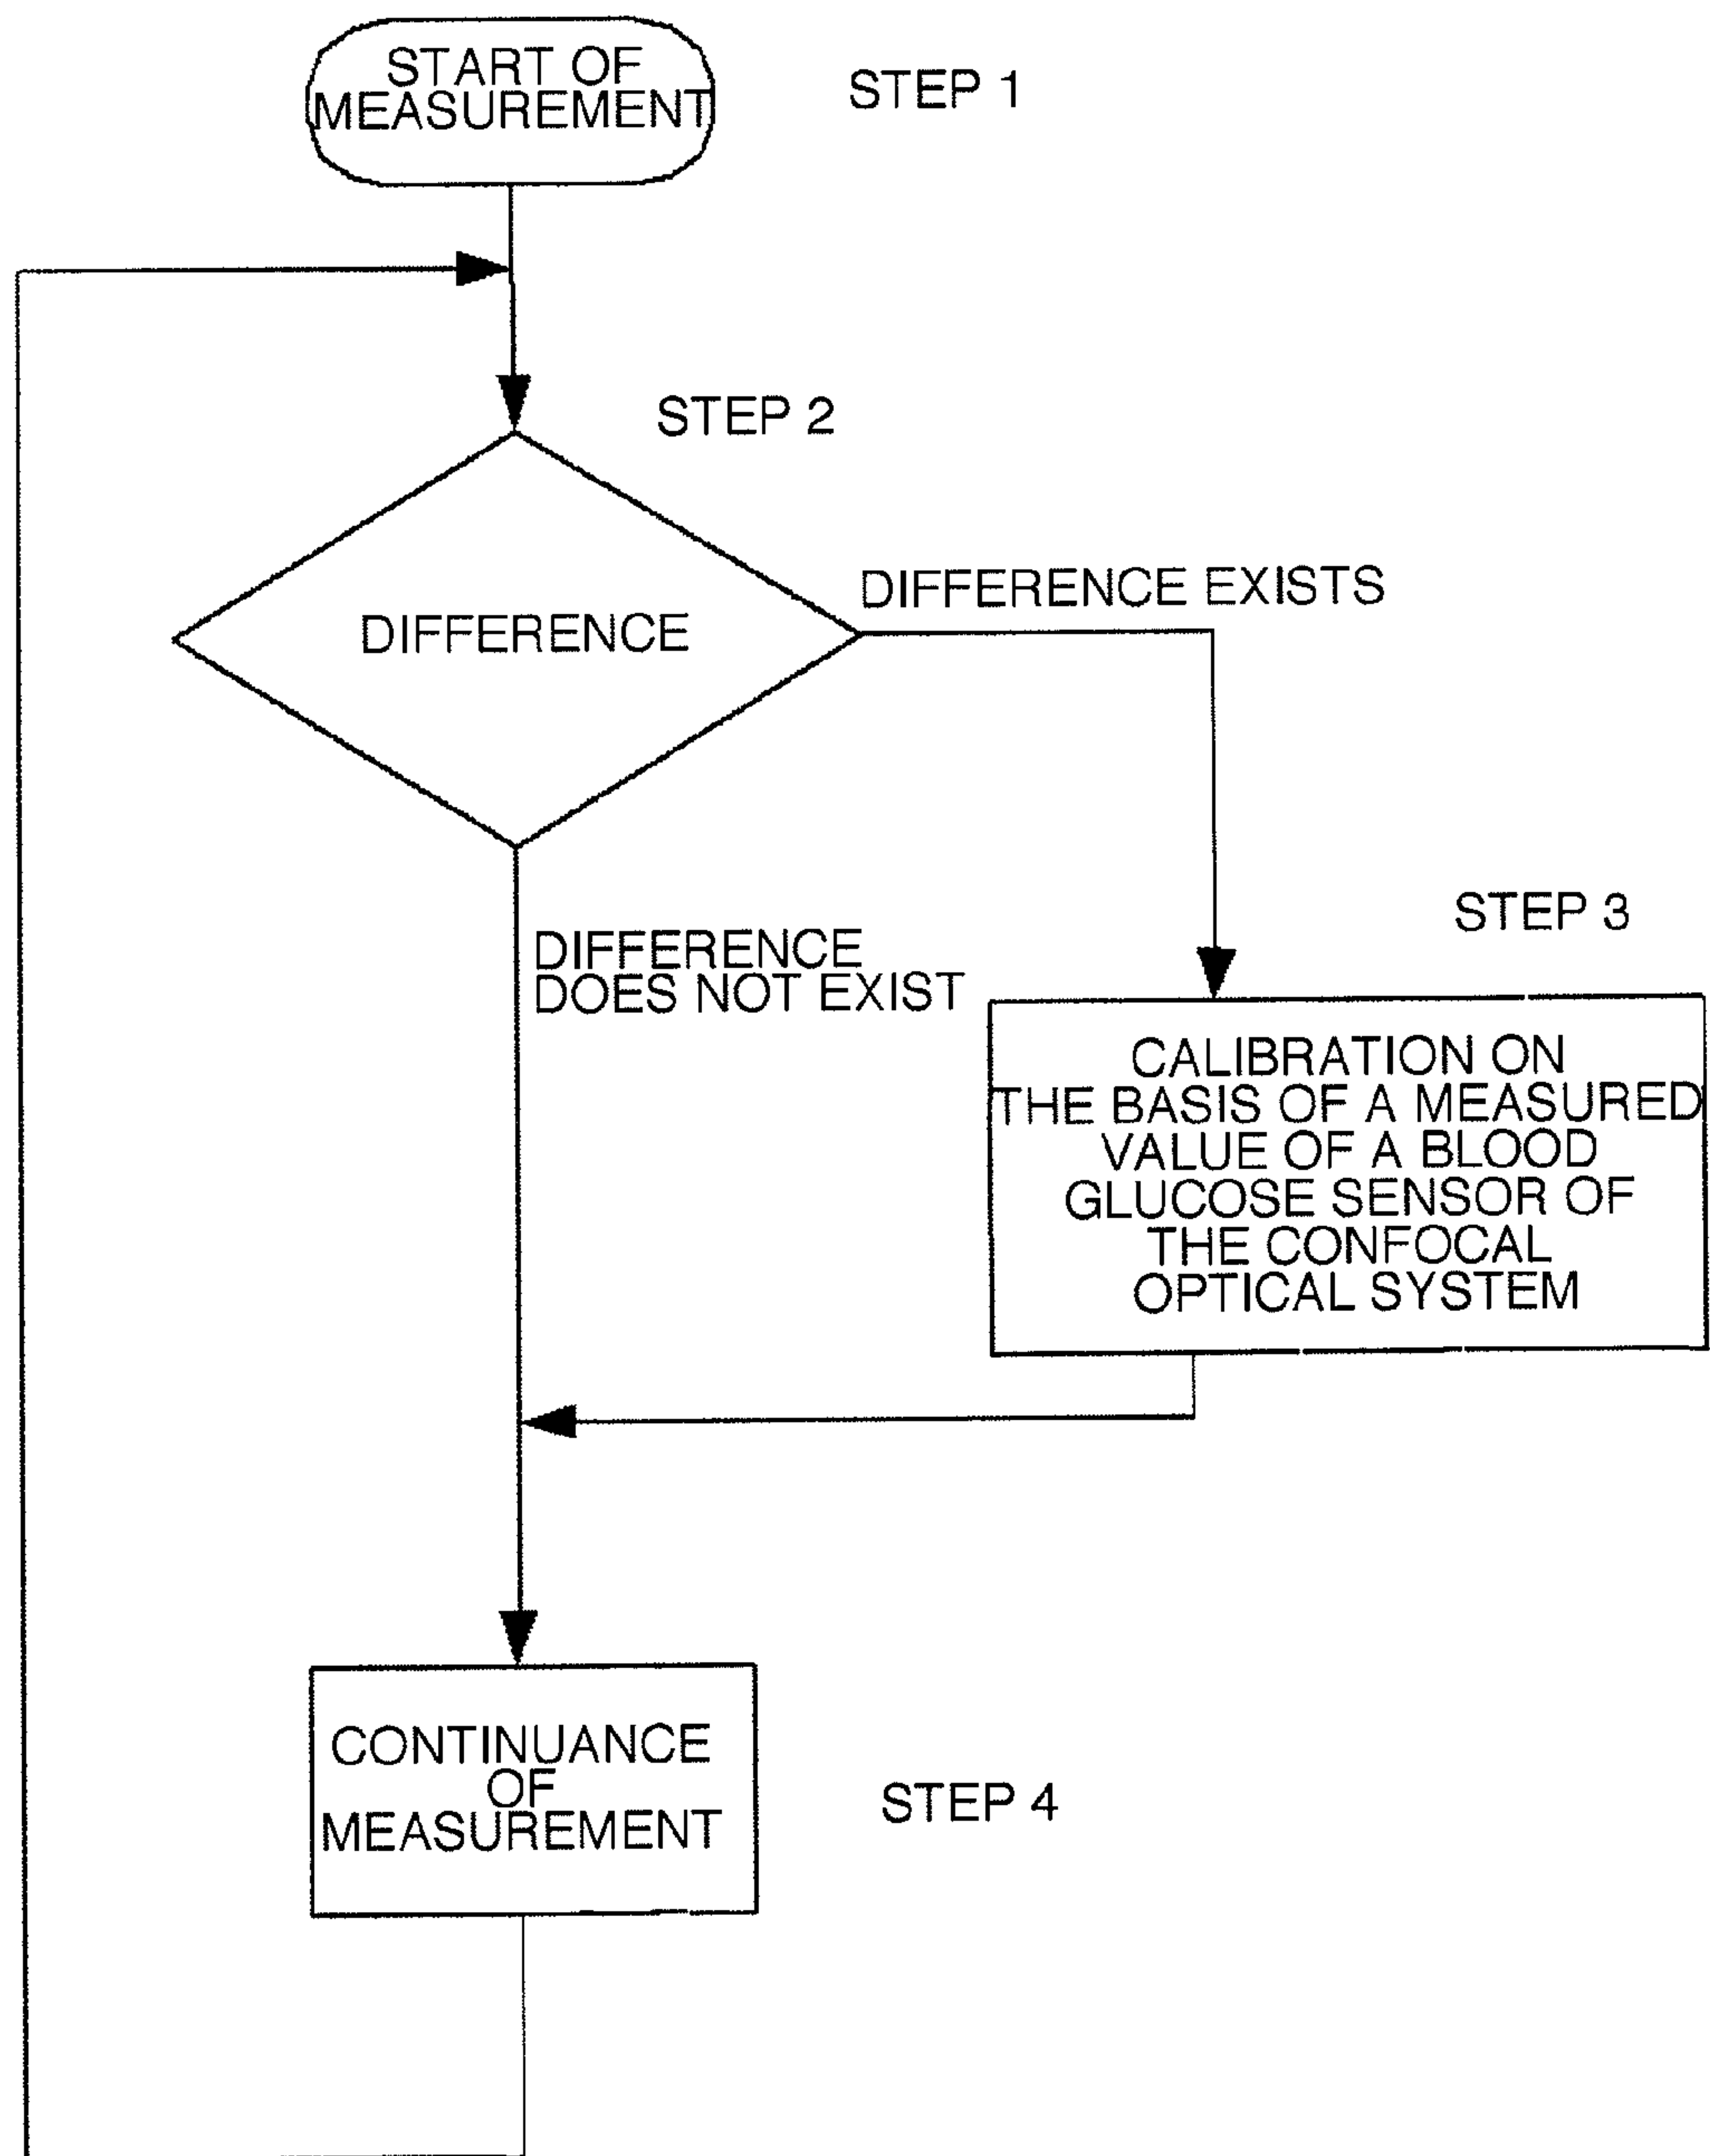 START OF
MEASUREMENT
STEP 1
STEP 2
DIFFERENCE
DIFFERENCE EXISTS
STEP 3
DIFFERENCE
DOES NOT EXIST
CALIBRATION ON
THE BASIS OF A MEASURED
VALUE OF A BLOOD
GLUCOSE SENSOR OF
THE CONFOCAL
OPTICAL SYSTEM
CONTINUANCE
OF
MEASUREMENT
STEP 4